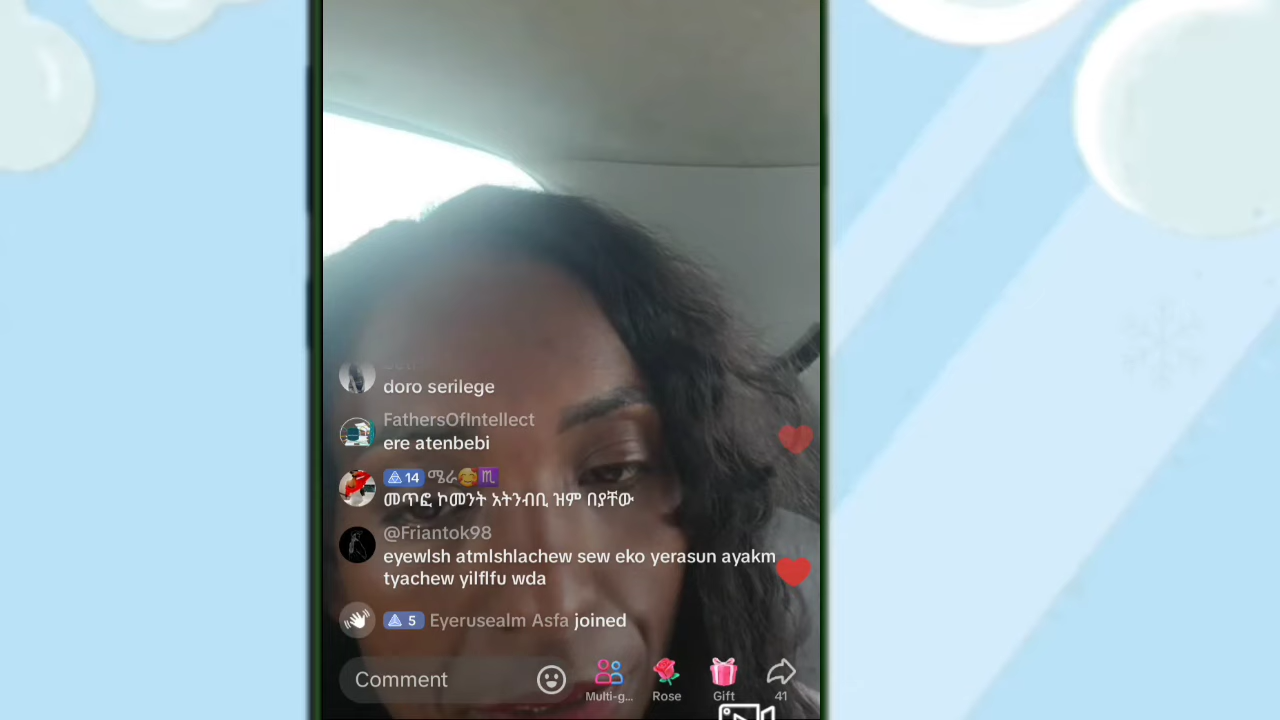 doro serilege
FathersOfIntellect
ere atenbebi
14 ሜራ🥰♏
መጥፎ ኮመንት አትንብቢ ዝም በያቸው
@Friantok98
eyewlsh atmlshlachew sew eko yerasun ayakm
tyachew yilflfu wda
5 Eyerusealm Asfa joined
Comment
Multi-g... Rose Gift 41